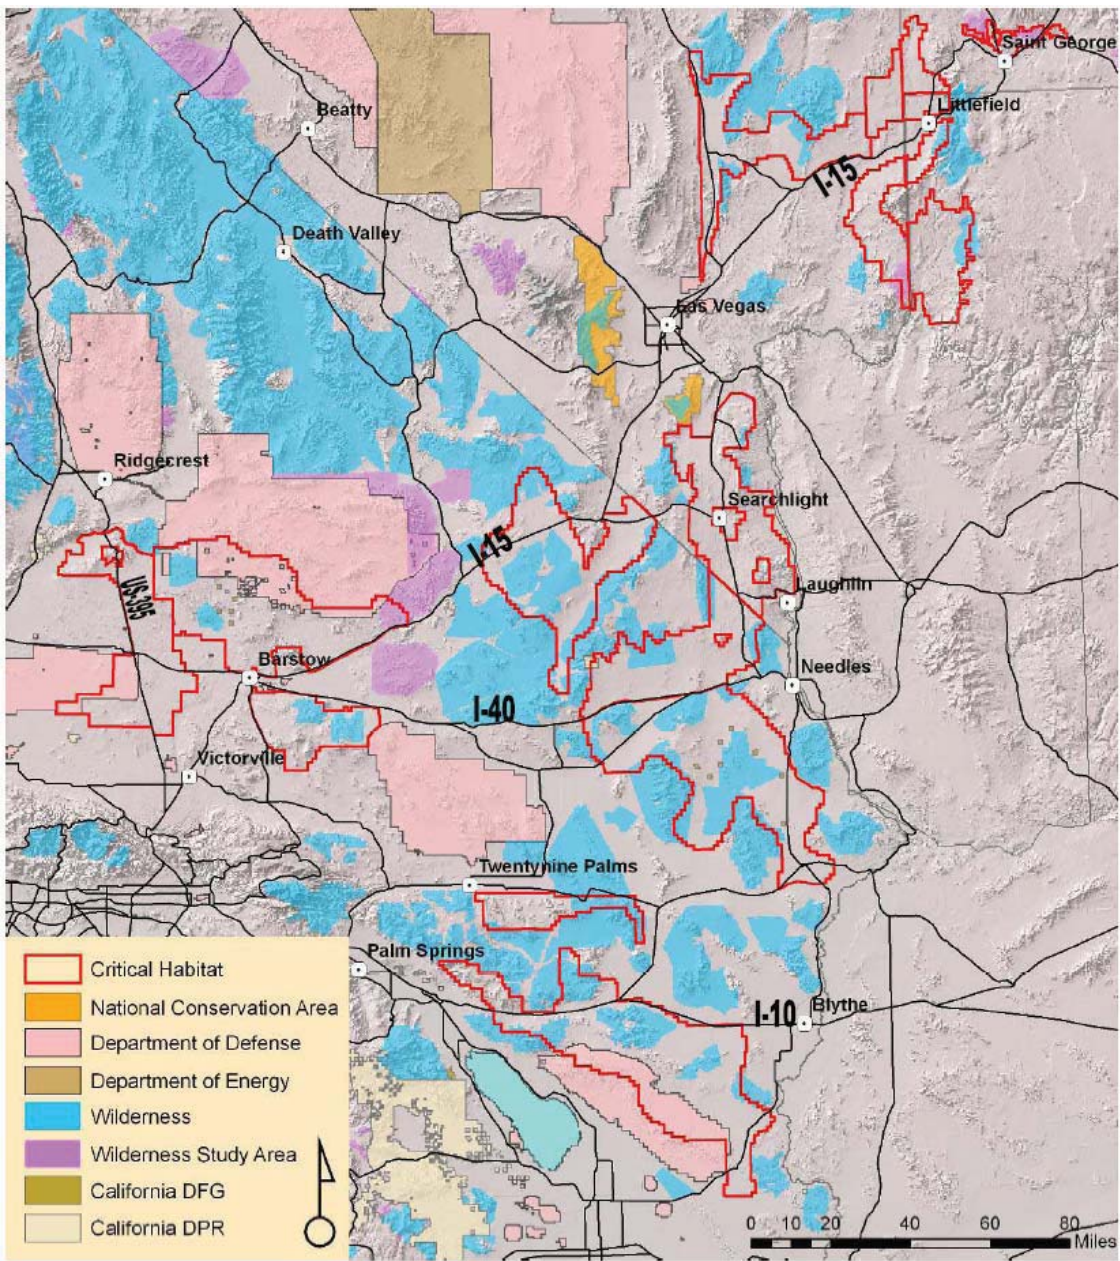 Saint George
Beatty
Littlefield
I-15
Death Valley
Las Vegas
Ridgecrest
Searchlight
I-15
US-395
Laughlin
Barstow
Needles
I-40
Victorville
Twentynine Palms
Palm Springs
I-10
Blythe
Critical Habitat
National Conservation Area
Department of Defense
Department of Energy
Wilderness
Wilderness Study Area
California DFG
California DPR
0 10 20 40 60 80
Miles